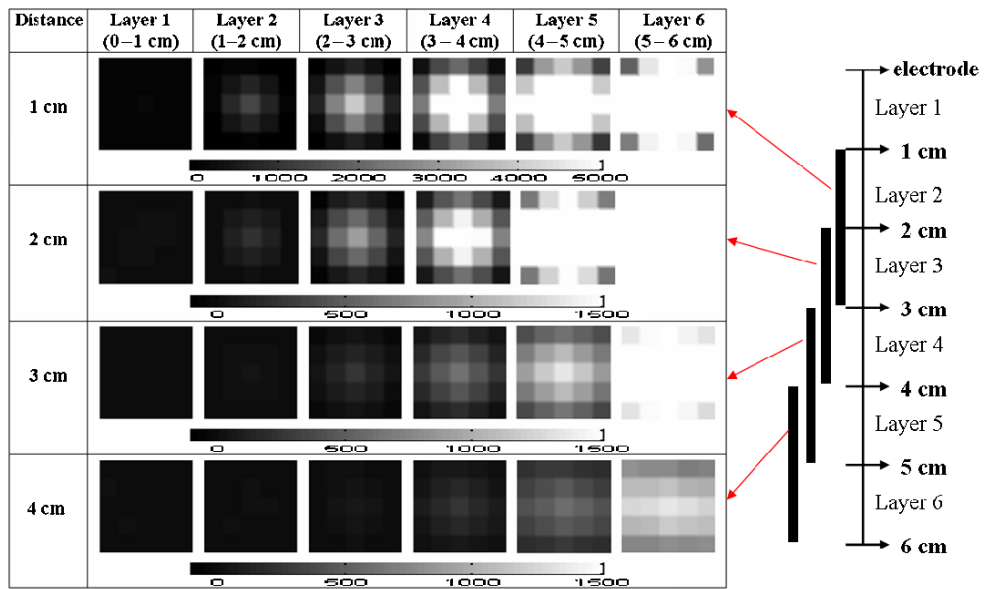 Distance Layer 1 Layer 2 Layer 3 Layer 4 Layer 5 Layer 6
(0–1 cm) (1–2 cm) (2–3 cm) (3–4 cm) (4–5 cm) (5–6 cm)
1 cm
0 1000 2000 3000 4000 5000
2 cm
0 500 1000 1500
3 cm
0 500 1000 1500
4 cm
0 500 1000 1500
electrode
Layer 1
1 cm
Layer 2
2 cm
Layer 3
3 cm
Layer 4
4 cm
Layer 5
5 cm
Layer 6
6 cm